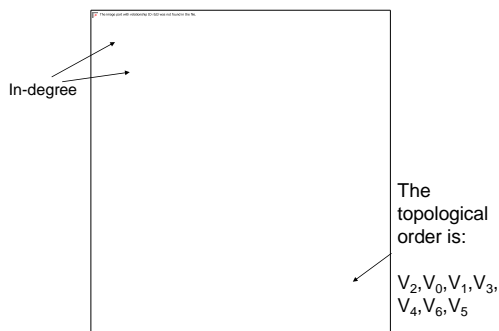 The image part with relationship ID rId3 was not found in the file.
In-degree
The
topological
order is:
V₂,V₀,V₁,V₃,
V₄,V₆,V₅